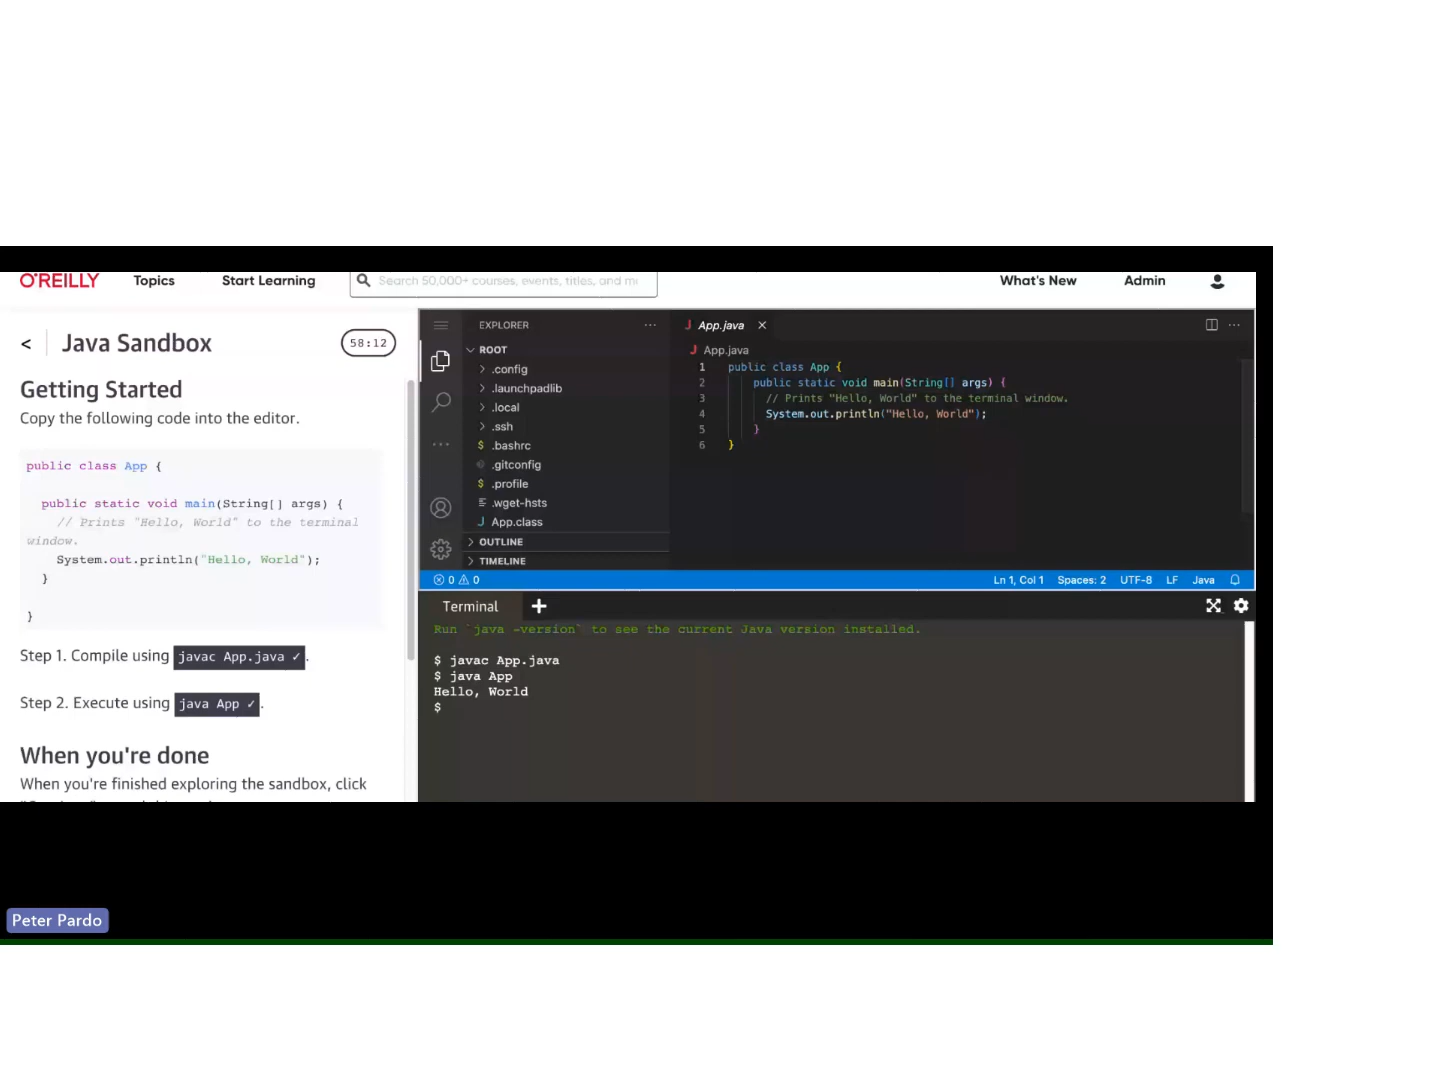 O'REILLY
Topics
Start Learning
Search 50,000+ courses, events, titles, and
What's New
Admin
<
Java Sandbox
58:12
Getting Started
Copy the following code into the editor.
public class App {
public static void main(String[] args) {
// Prints "Hello, World" to the terminal
window.
System.out.println("Hello, World");
}
}
Step 1. Compile using javac App.java ✓.
Step 2. Execute using java App ✓.
When you're done
When you're finished exploring the sandbox, click
EXPLORER
ROOT
.config
.launchpadlib
.local
.ssh
$ .bashrc
.gitconfig
$ .profile
.wget-hsts
J App.class
OUTLINE
TIMELINE
J App.java
J App.java
1 public class App {
2 public static void main(String[] args) {
3 // Prints "Hello, World" to the terminal window.
4 System.out.println("Hello, World");
5 }
6 }
0 0
Ln 1, Col 1
Spaces: 2
UTF-8
LF
Java
Terminal
Run `java -version` to see the current Java version installed.
$ javac App.java
$ java App
Hello, World
$
Peter Pardo